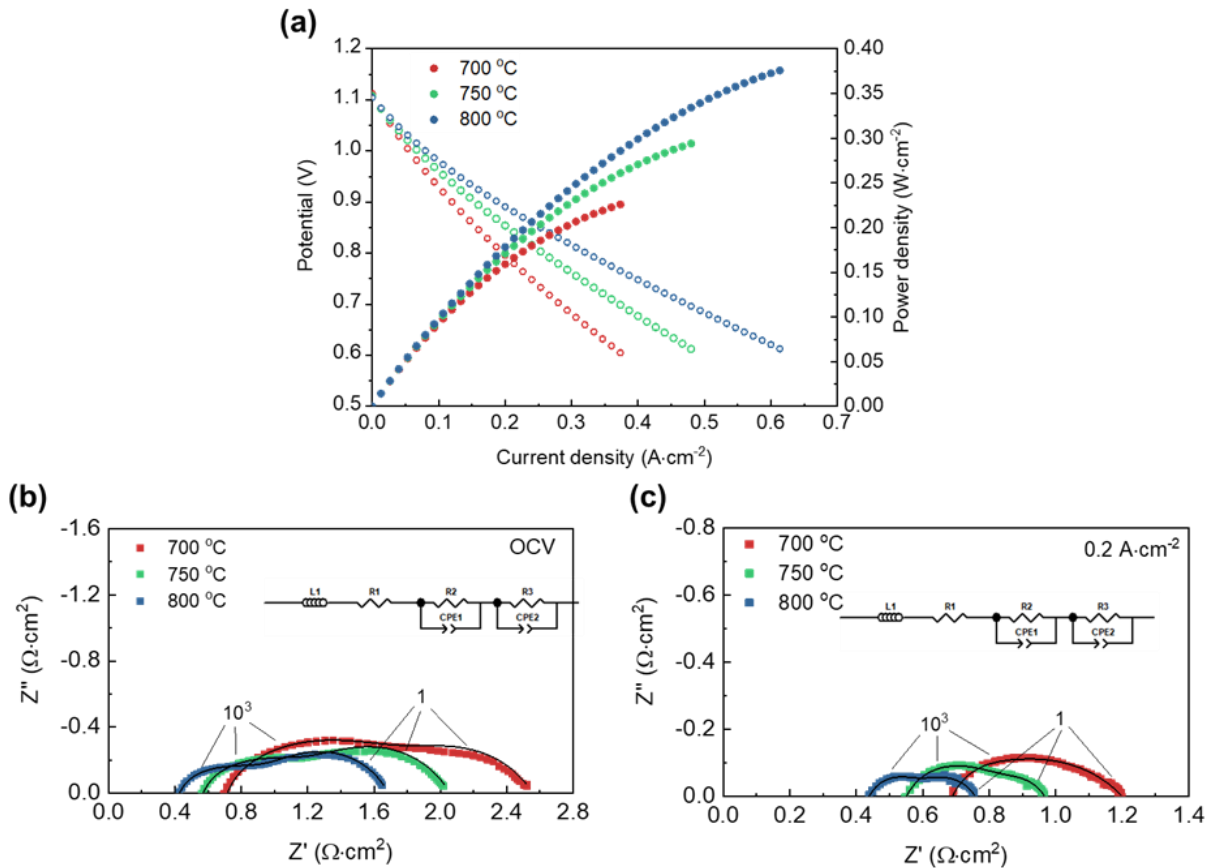 (a)
1.2
1.1
1.0
0.9
0.8
0.7
0.6
0.5
Potential (V)
700 °C
750 °C
800 °C
0.40
0.35
0.30
0.25
0.20
0.15
0.10
0.05
0.00
Power density (W·cm⁻²)
0.0 0.1 0.2 0.3 0.4 0.5 0.6 0.7
Current density (A·cm⁻²)
(b)
-1.6
-1.2
-0.8
-0.4
0.0
Z'' (Ω·cm²)
700 °C
750 °C
800 °C
OCV
L1 R1 R2 R3
CPE1 CPE2
10³ 1
0.0 0.4 0.8 1.2 1.6 2.0 2.4 2.8
Z' (Ω·cm²)
(c)
-0.8
-0.6
-0.4
-0.2
0.0
Z'' (Ω·cm²)
700 °C
750 °C
800 °C
0.2 A·cm⁻²
L1 R1 R2 R3
CPE1 CPE2
10³ 1
0.0 0.2 0.4 0.6 0.8 1.0 1.2 1.4
Z' (Ω·cm²)